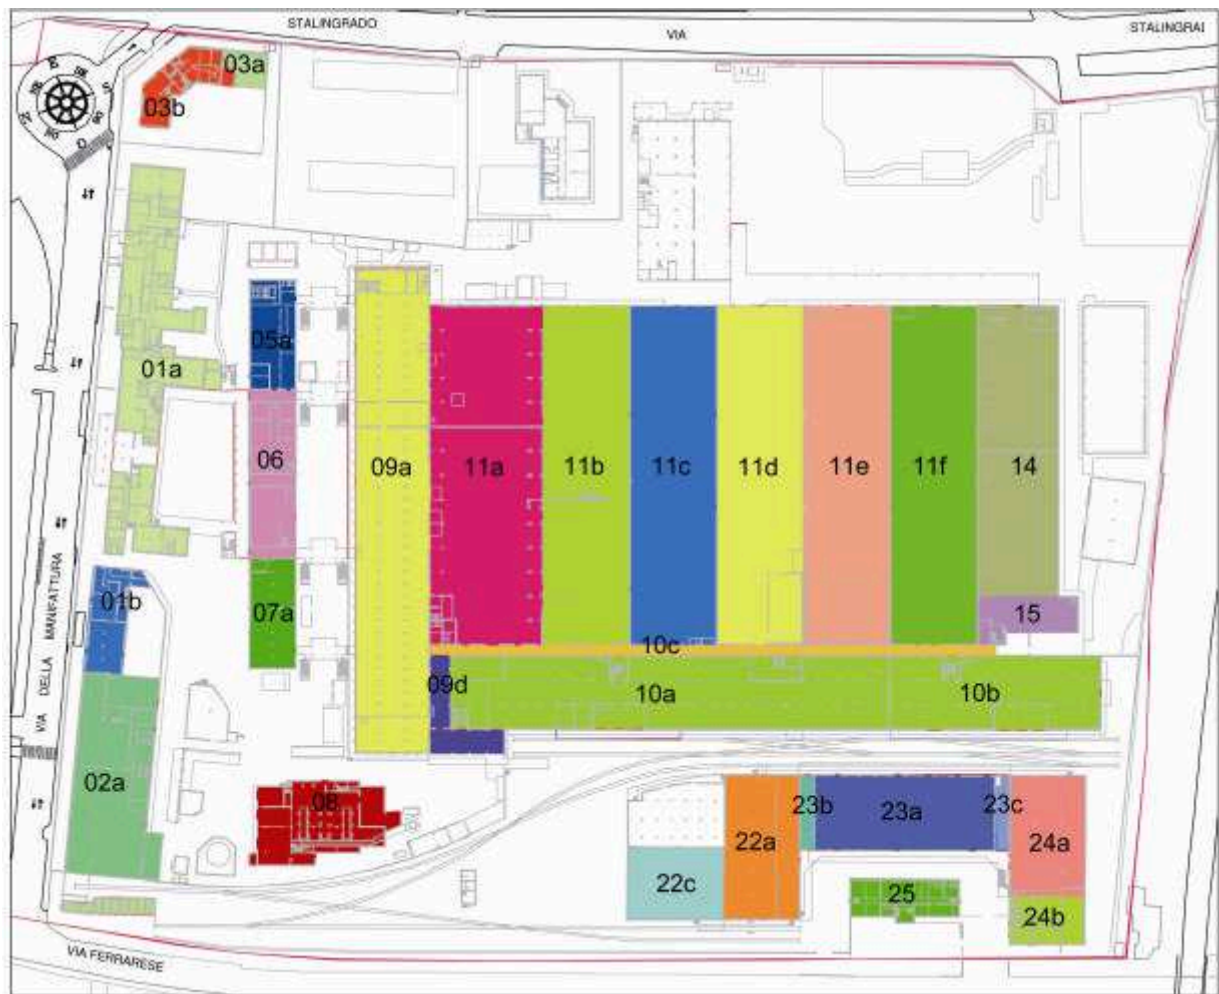 STALINGRADO
VIA
STALINGRAI
03a
03b
05a
01a
06
09a
11a
11b
11c
11d
11e
11f
14
01b
07a
15
10c
09d
10a
10b
02a
08
23b
23a
23c
22a
24a
22c
25
24b
VIA DELLA MANIFATTURA
VIA FERRARESE